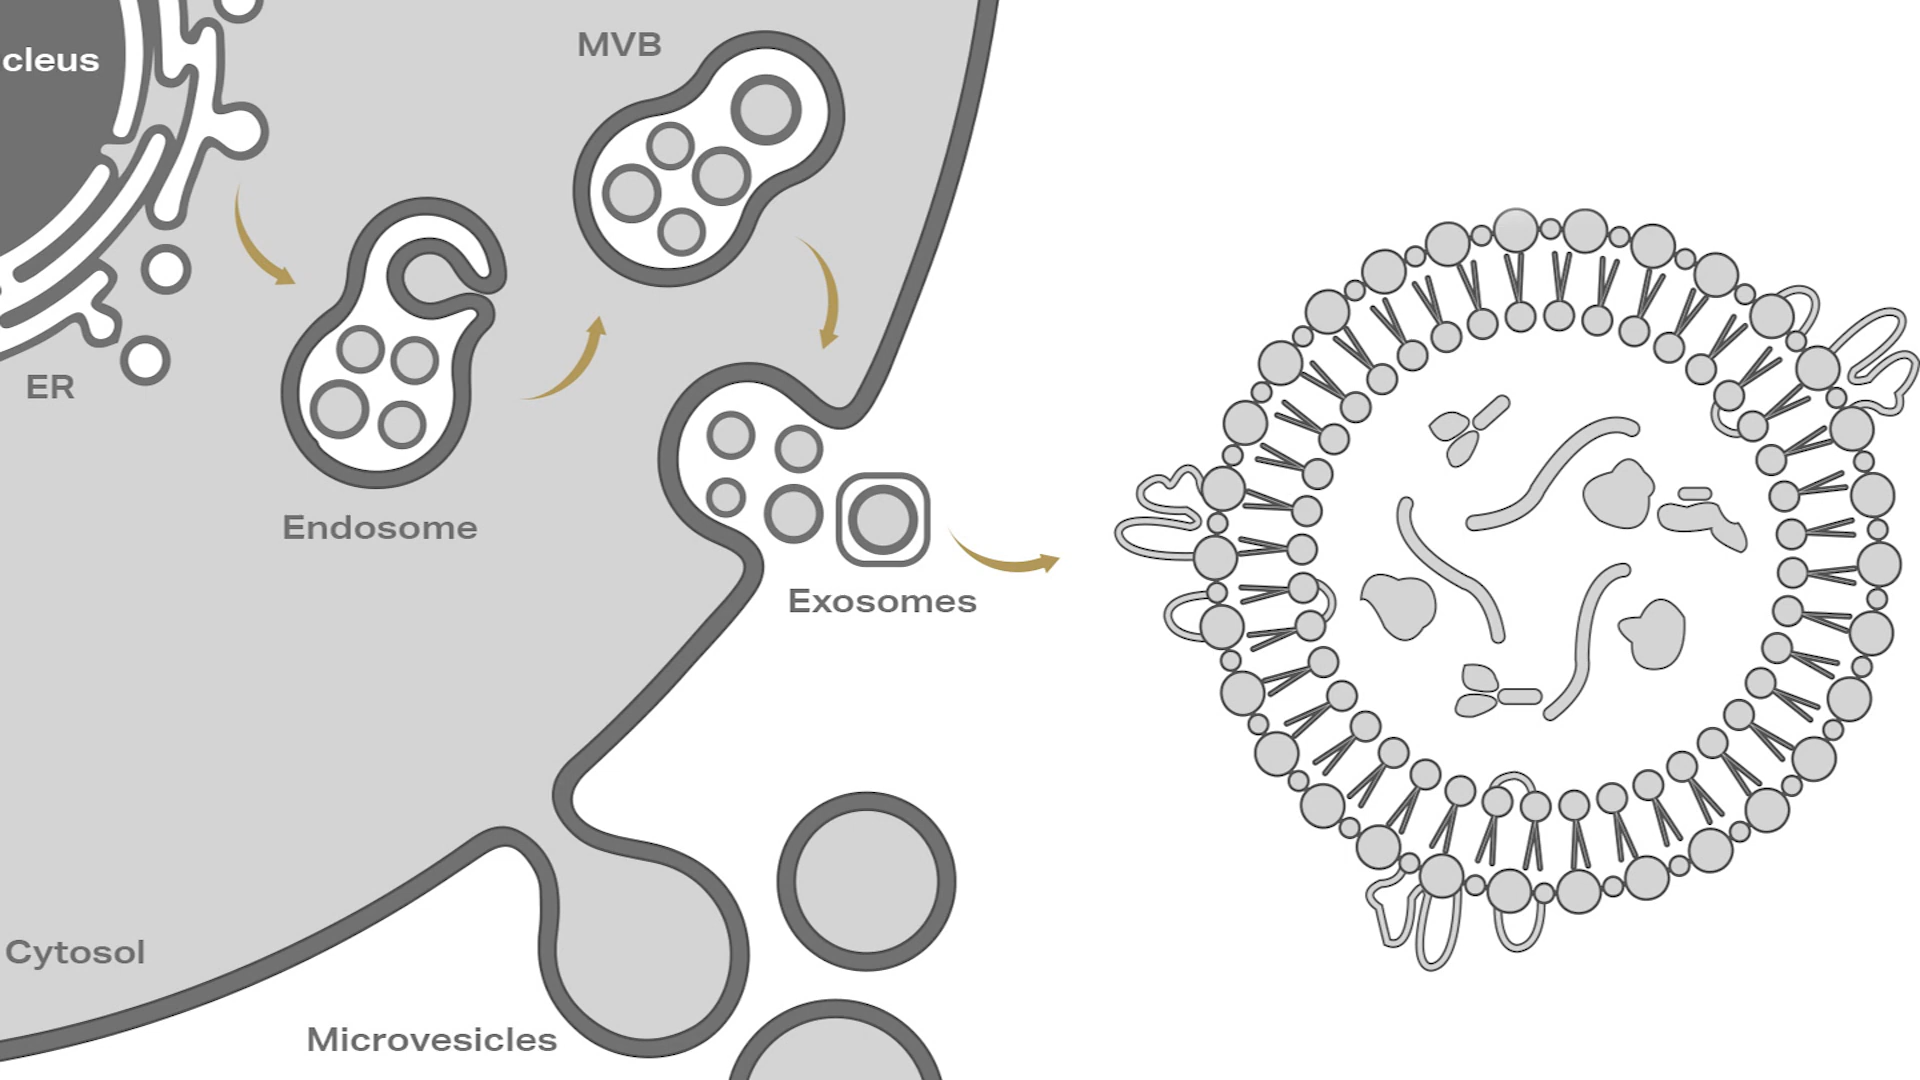 cleus
MVB
ER
Endosome
Exosomes
Cytosol
Microvesicles